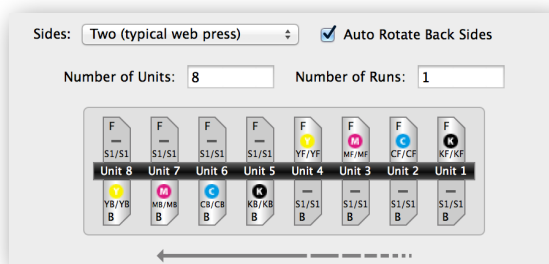 Sides: Two (typical web press) Auto Rotate Back Sides
Number of Units: 8 Number of Runs: 1
F F F F F F F F
– – – – Y M C K
S1/S1 S1/S1 S1/S1 S1/S1 YF/YF MF/MF CF/CF KF/KF
Unit 8 Unit 7 Unit 6 Unit 5 Unit 4 Unit 3 Unit 2 Unit 1
Y M C K – – – –
YB/YB MB/MB CB/CB KB/KB S1/S1 S1/S1 S1/S1 S1/S1
B B B B B B B B